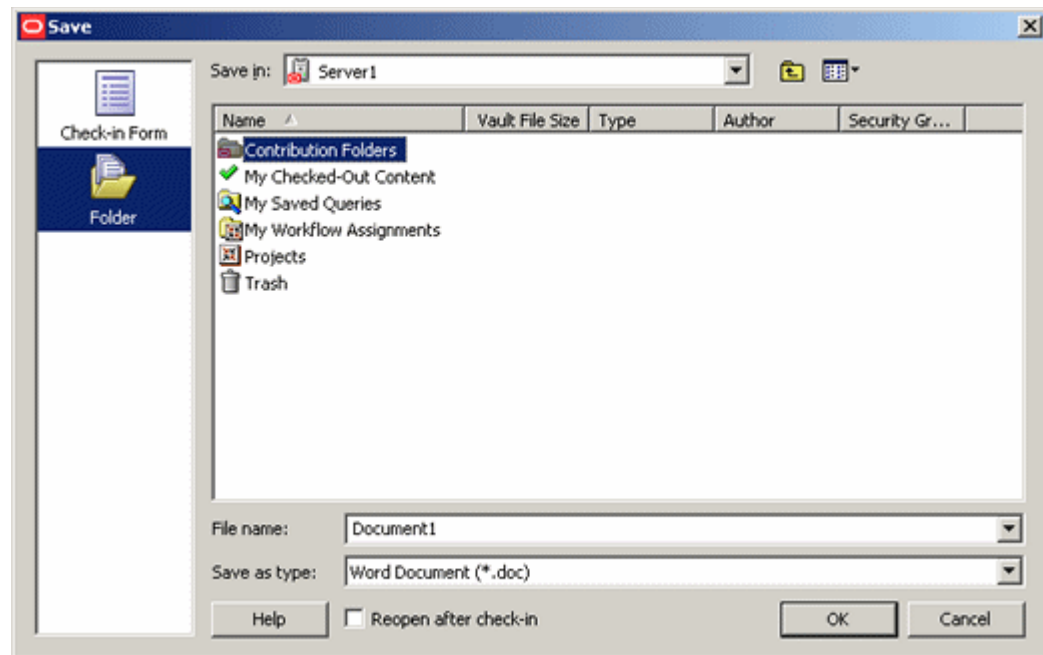 Save
Save in: Server1
Check-in Form
Folder
Name Vault File Size Type Author Security Gr...
Contribution Folders
My Checked-Out Content
My Saved Queries
My Workflow Assignments
Projects
Trash
File name: Document1
Save as type: Word Document (*.doc)
Help Reopen after check-in OK Cancel